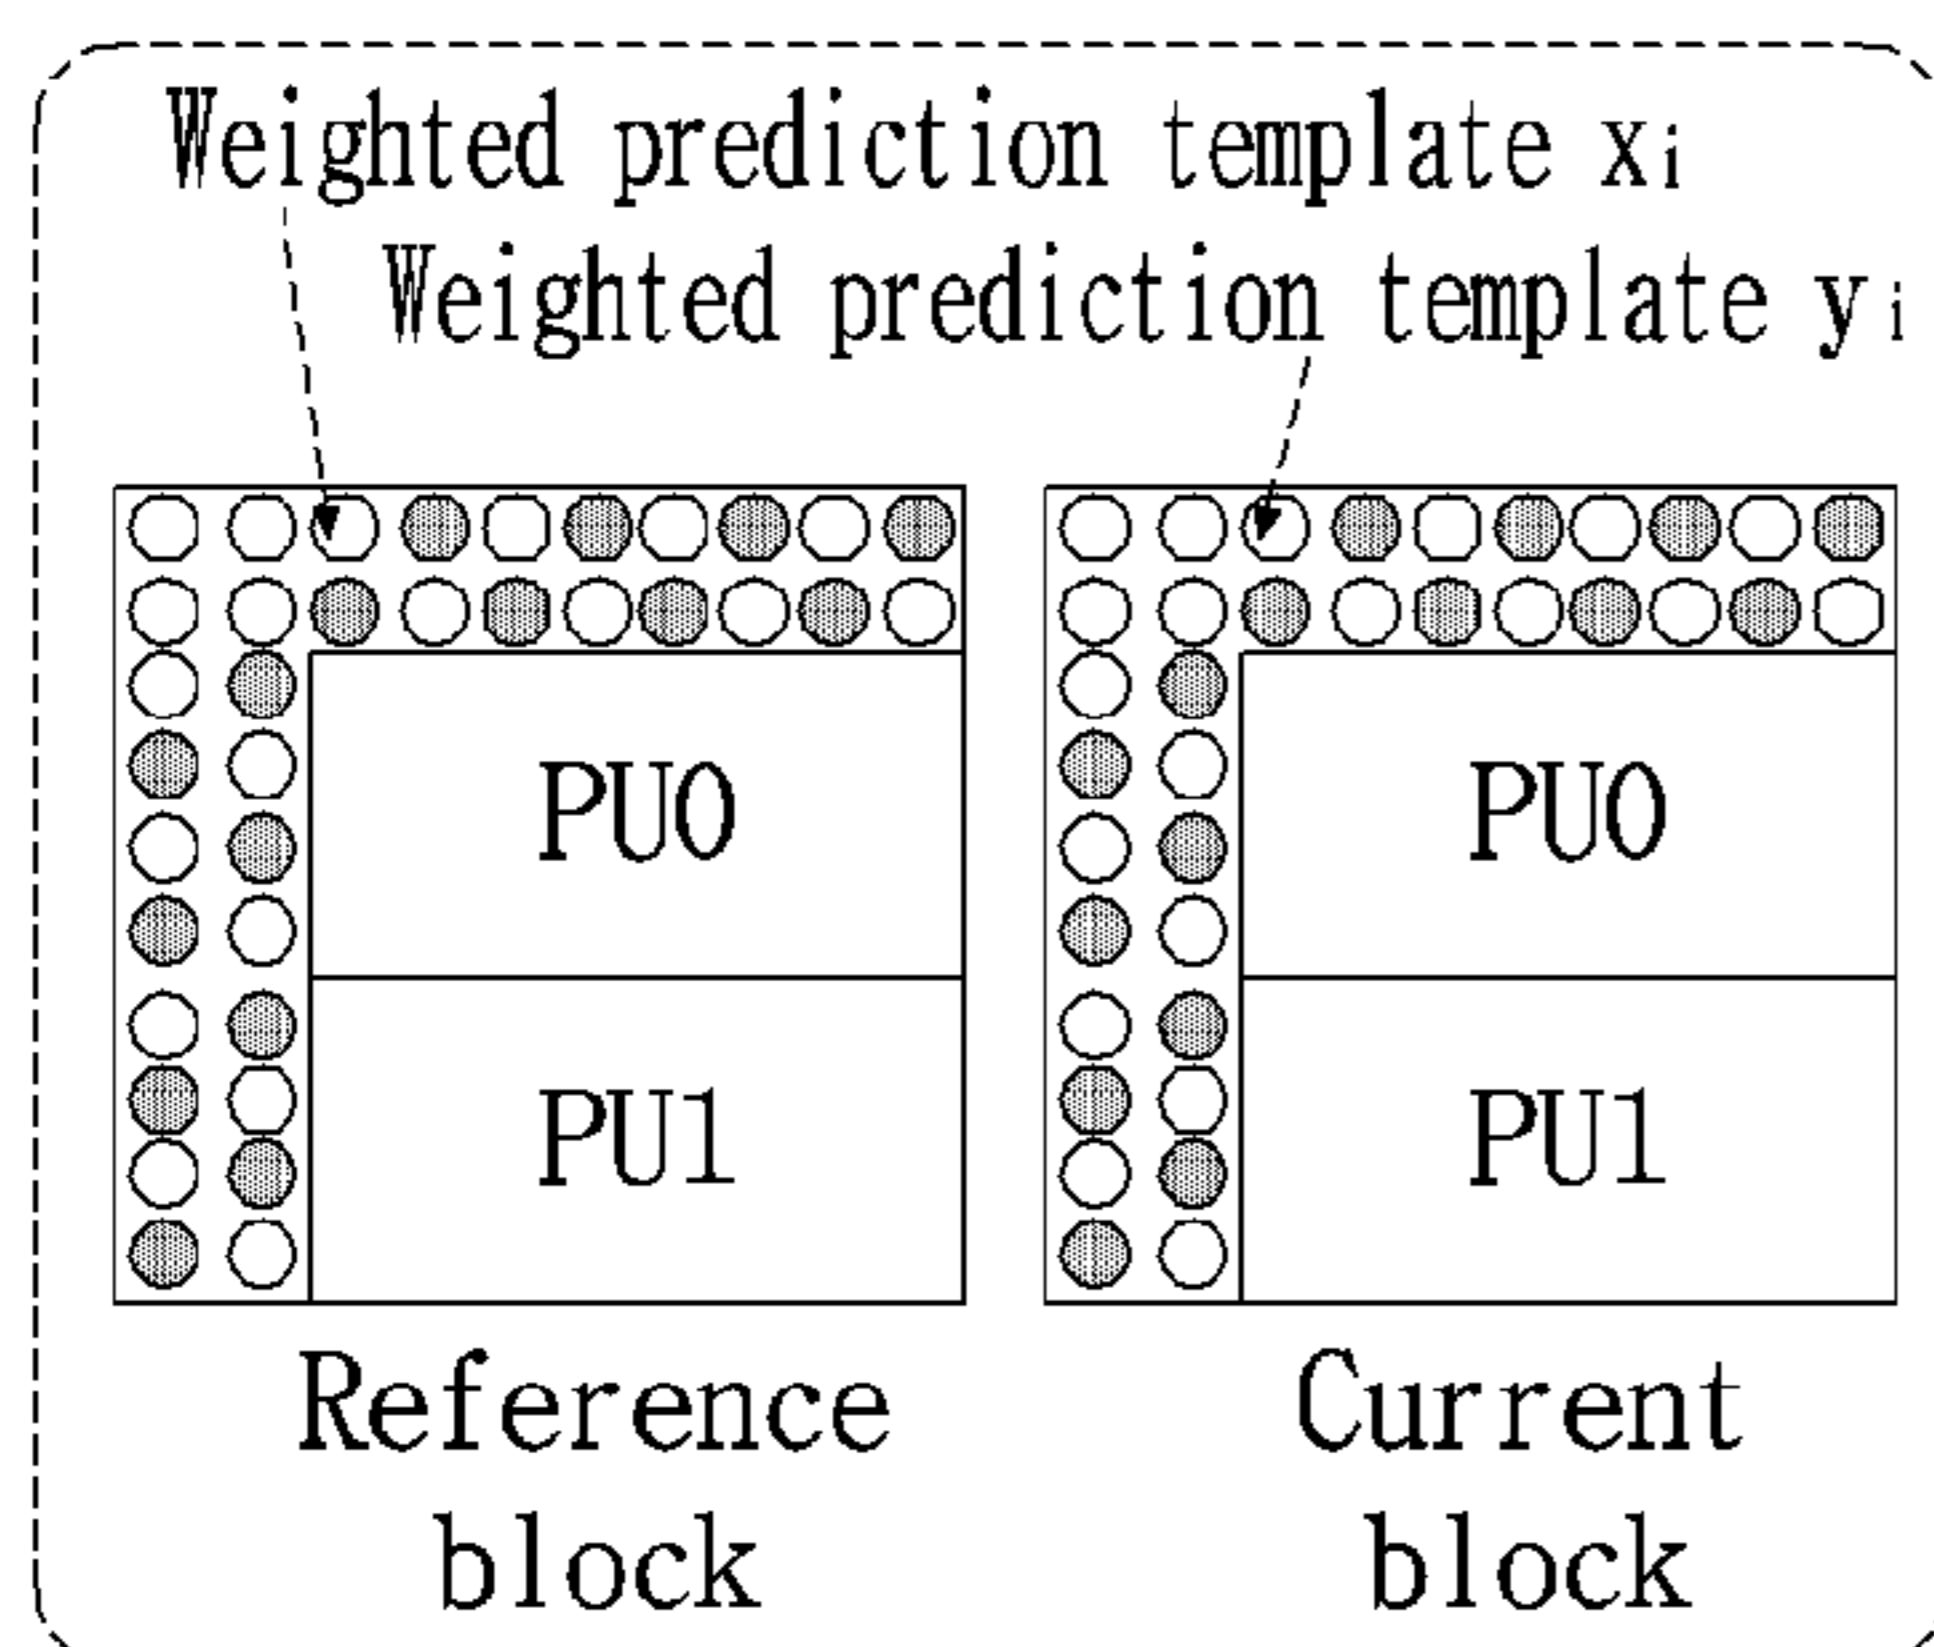 Weighted prediction template xi
Weighted prediction template yi
PU0
PU1
Reference
block
PU0
PU1
Current
block